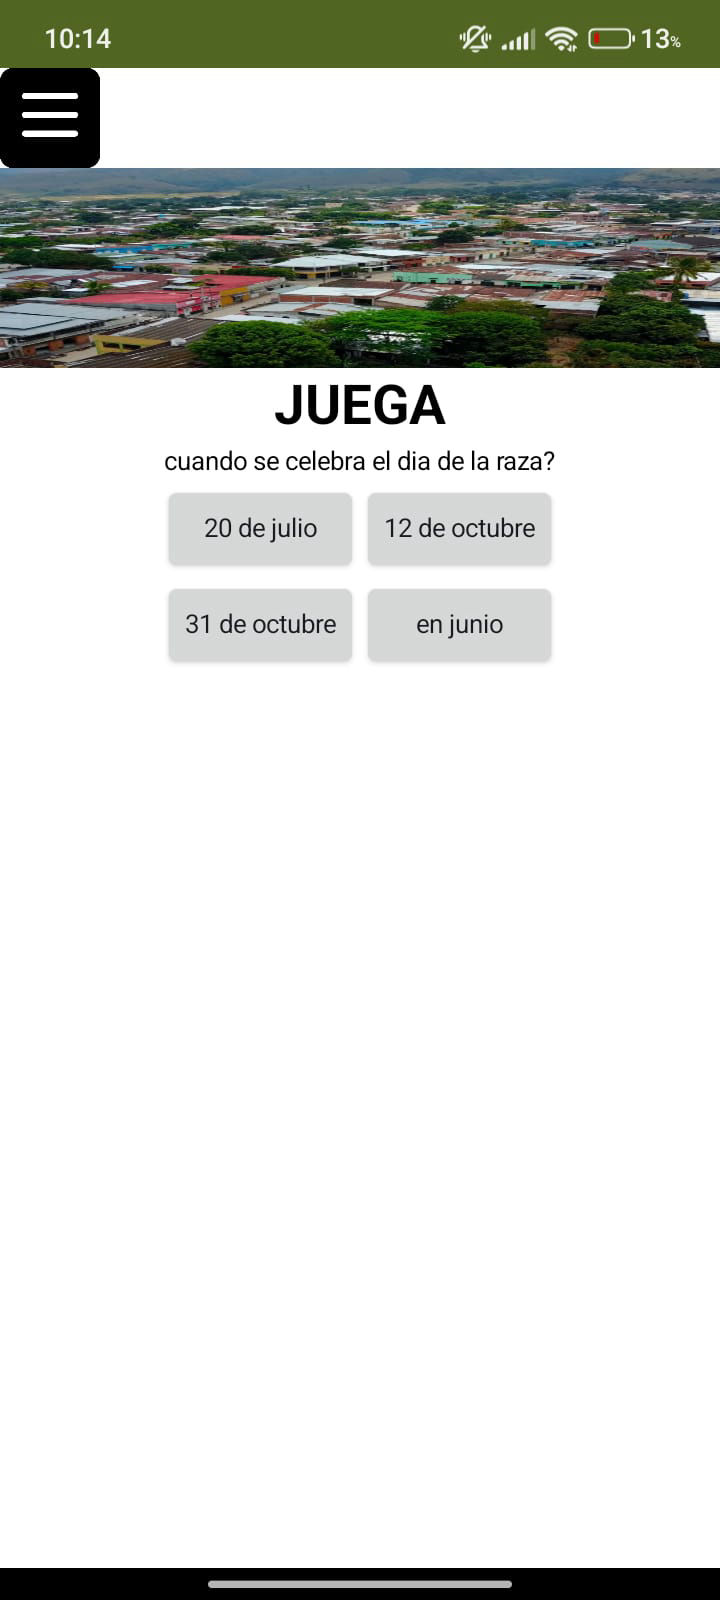 10:14
13%
JUEGA
cuando se celebra el dia de la raza?
20 de julio
12 de octubre
31 de octubre
en junio